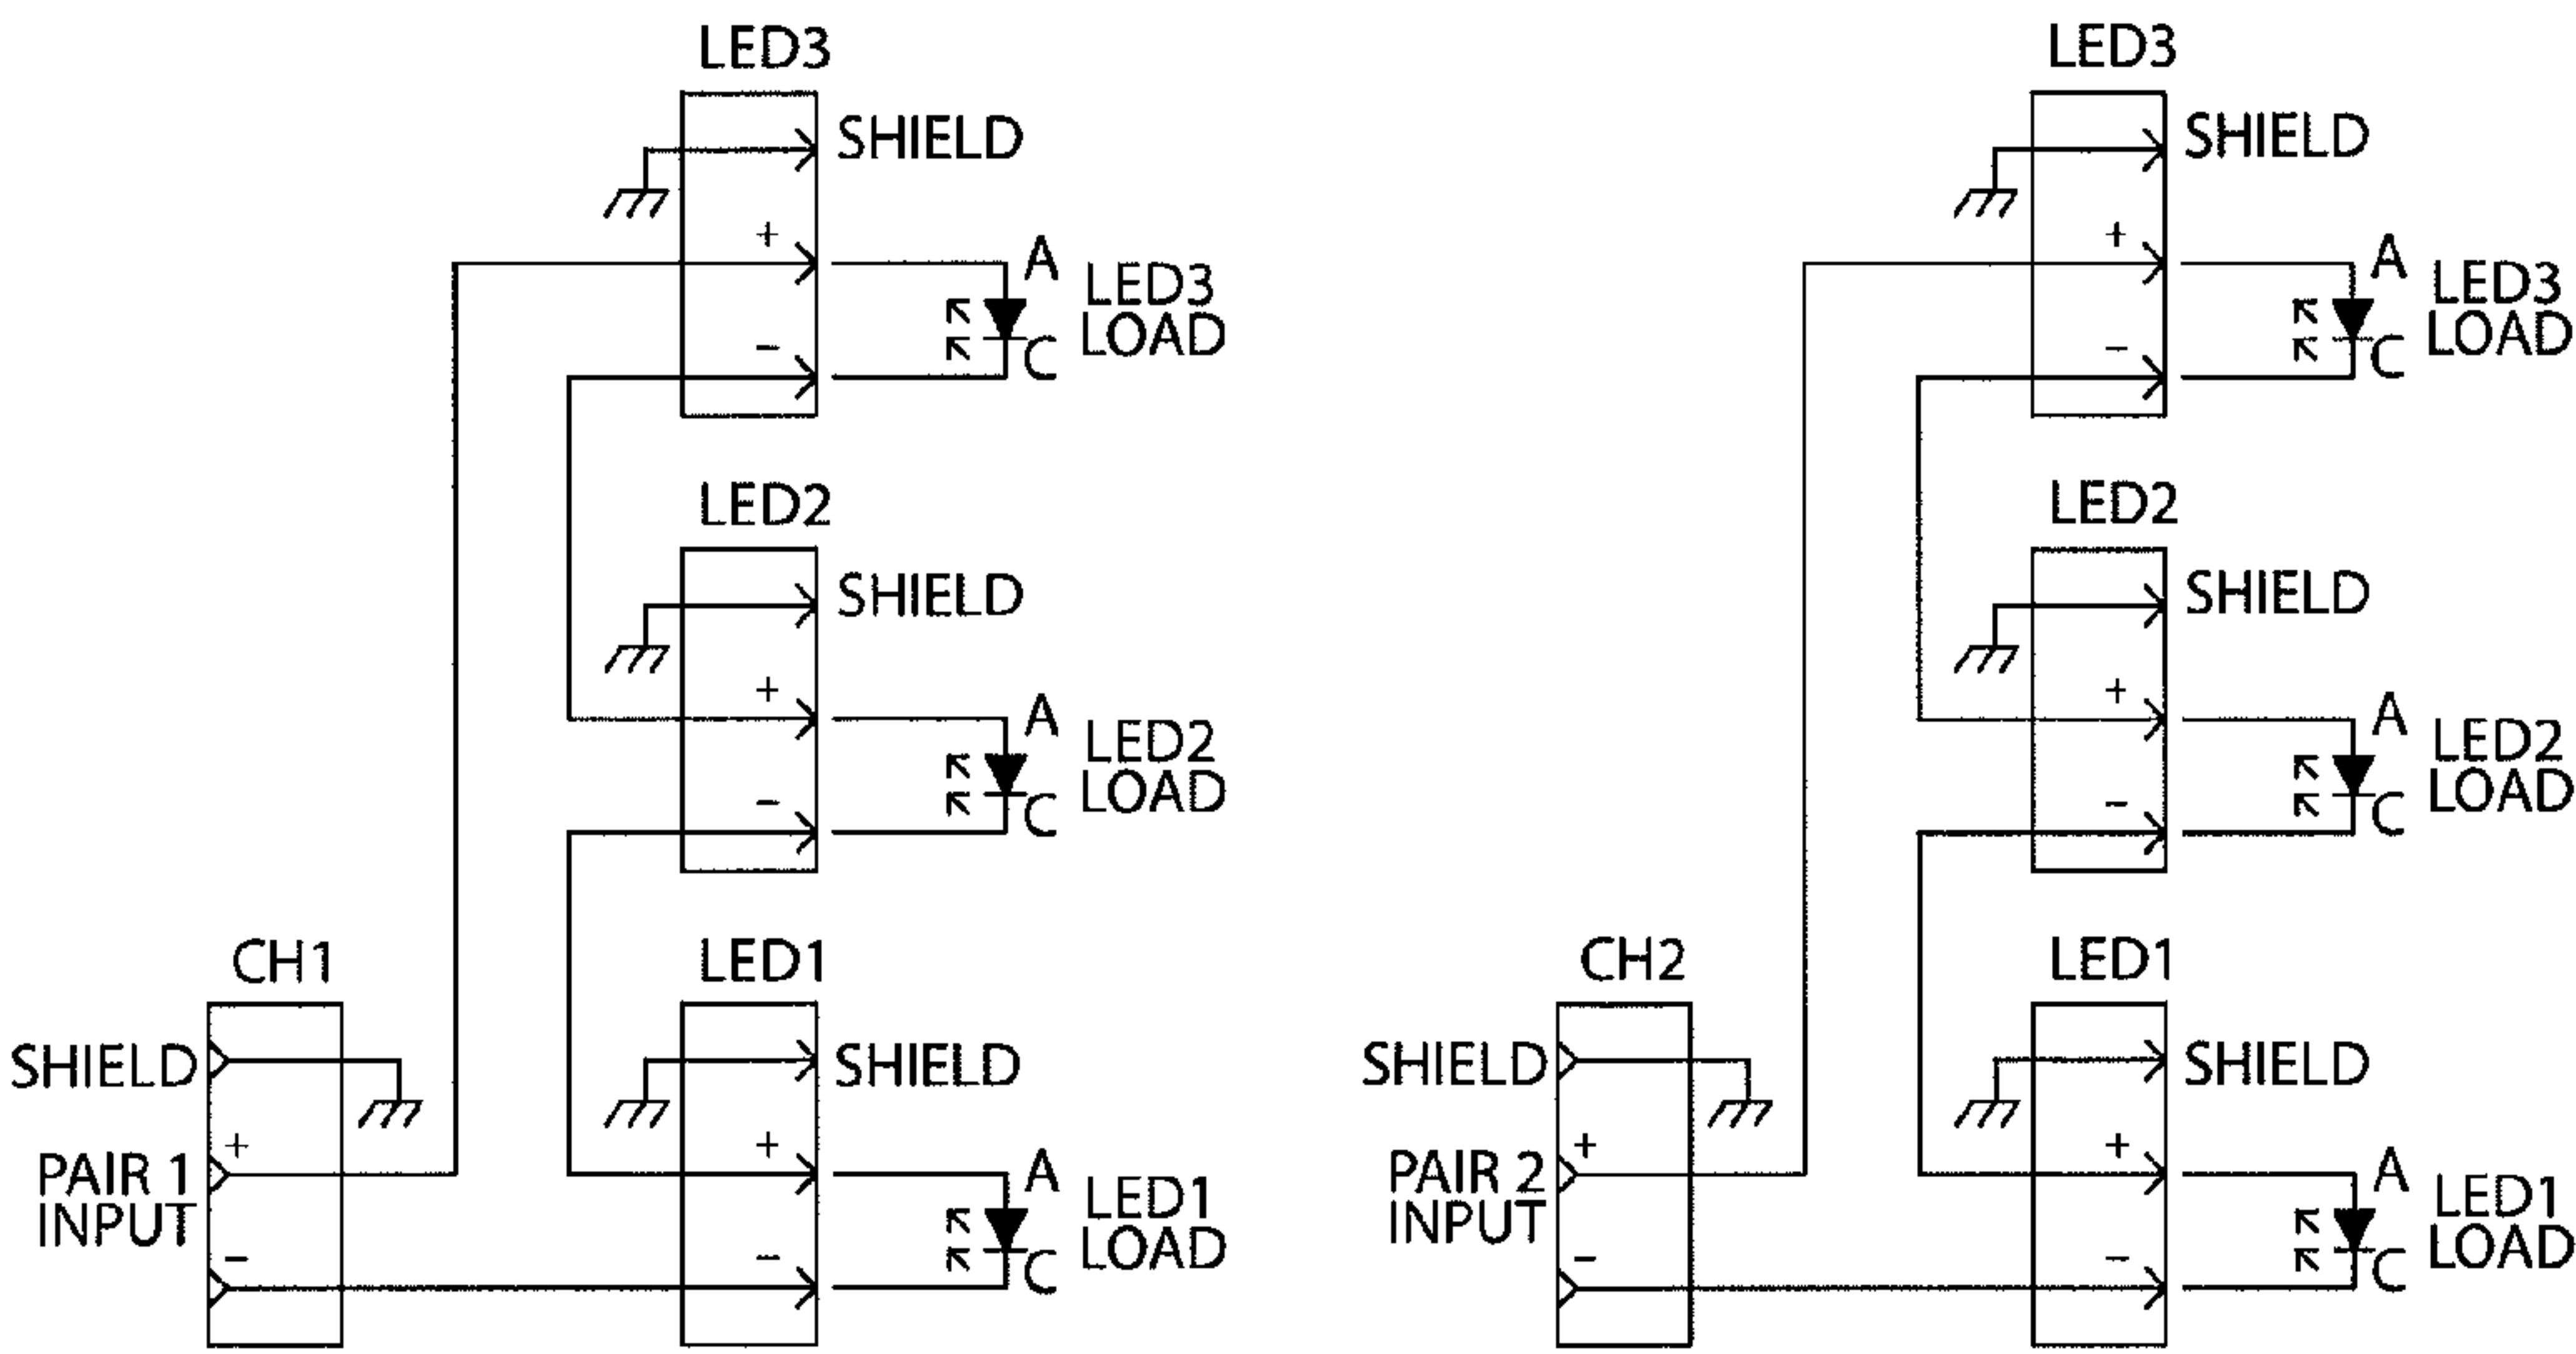 LED3
SHIELD
+
A
LED3
LOAD
-
C
LED2
SHIELD
+
A
LED2
LOAD
-
C
CH1
SHIELD
+
PAIR 1
INPUT
-
LED1
SHIELD
+
A
LED1
LOAD
-
C
LED3
SHIELD
+
A
LED3
LOAD
-
C
LED2
SHIELD
+
A
LED2
LOAD
-
C
CH2
SHIELD
+
PAIR 2
INPUT
-
LED1
SHIELD
+
A
LED1
LOAD
-
C